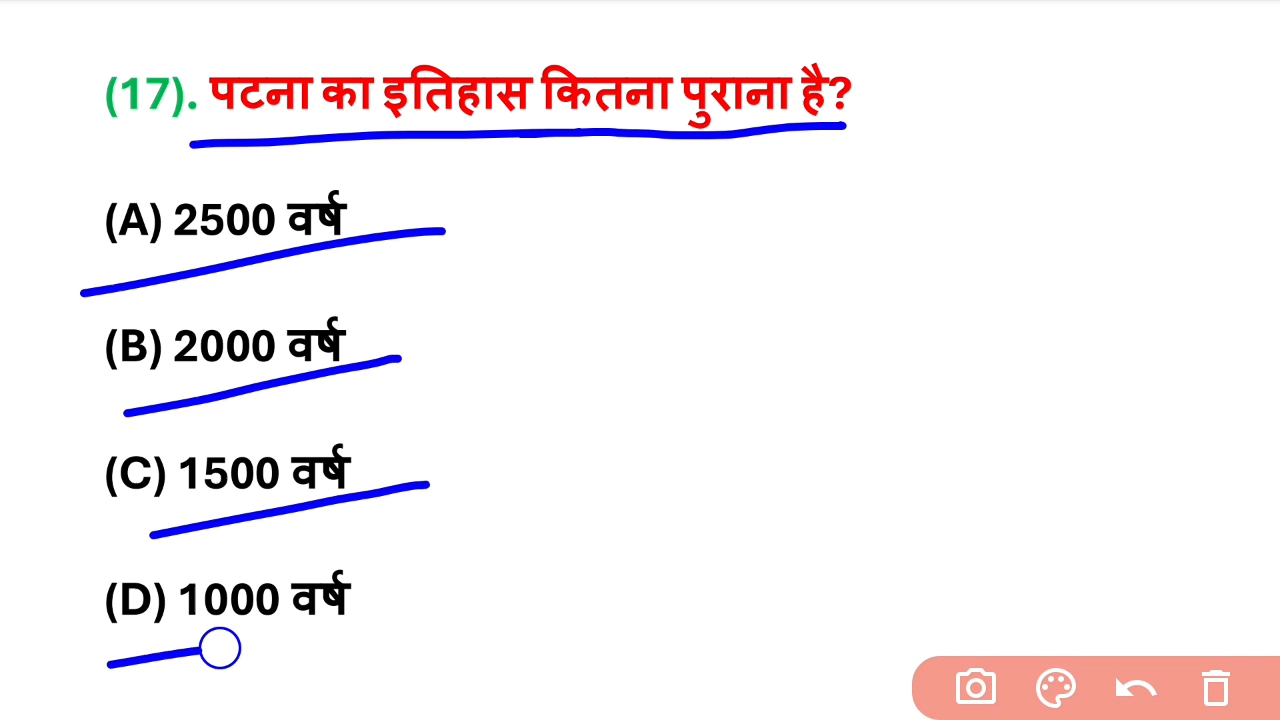 (17). पटना का इतिहास कितना पुराना है?
(A) 2500 वर्ष
(B) 2000 वर्ष
(C) 1500 वर्ष
(D) 1000 वर्ष